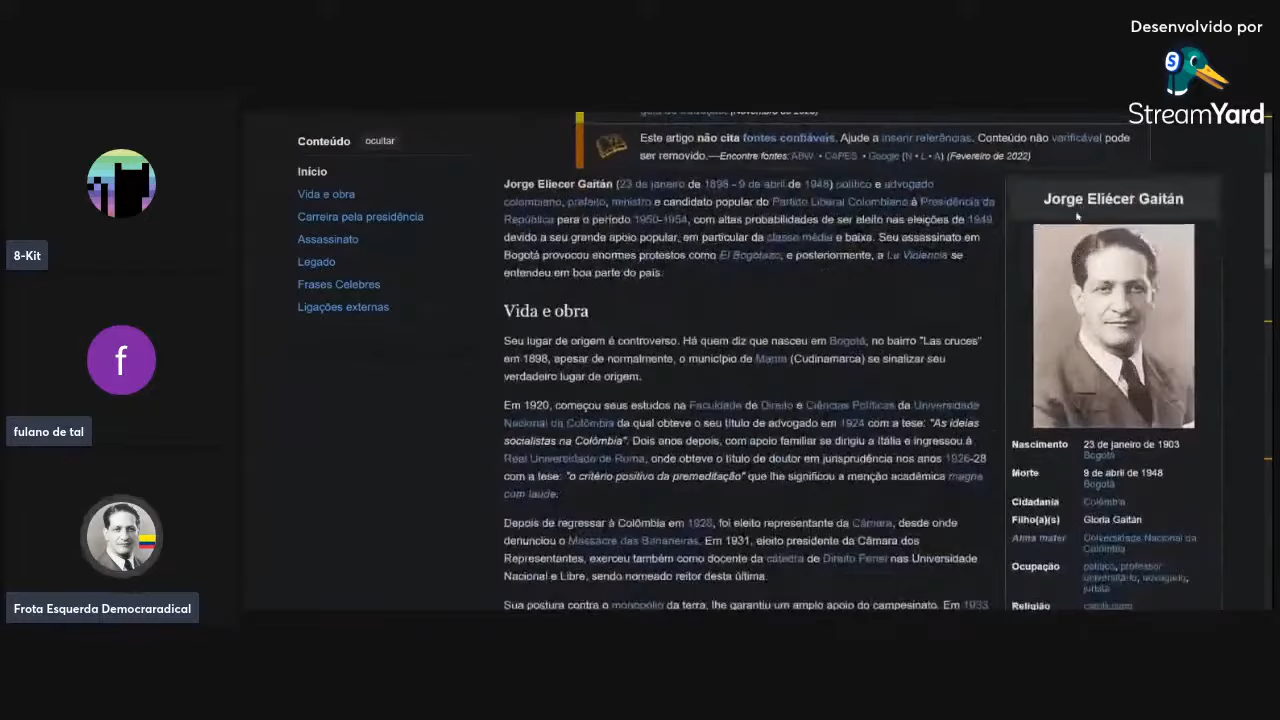 Desenvolvido por
StreamYard
8-Kit
f
fulano de tal
Frota Esquerda Democraradical
Conteúdo ocultar
Início
Vida e obra
Carreira pela presidência
Assassinato
Legado
Frases Celebres
Ligações externas
Este artigo não cita fontes confiáveis. Ajude a inserir referências. Conteúdo não verificável pode
ser removido.—Encontre fontes: ABW • CAPES • Google (N • L • A) (Fevereiro de 2022)
Jorge Eliecer Gaitán (23 de janeiro de 1898 - 9 de abril de 1948) político e advogado
colombiano, prefeito, ministro e candidato popular do Partido Liberal Colombiano à Presidência da
República para o período 1950-1954, com altas probabilidades de ser eleito nas eleições de 1949
devido a seu grande apoio popular, em particular da classe média e baixa. Seu assassinato em
Bogotá provocou enormes protestos como El Bogotazo, e posteriormente, a La Violencia se
entendeu em boa parte do país.
Vida e obra
Seu lugar de origem é controverso. Há quem diz que nasceu em Bogotá, no bairro "Las cruces"
em 1898, apesar de normalmente, o município de Manta (Cudinamarca) se sinalizar seu
verdadeiro lugar de origem.
Em 1920, começou seus estudos na Faculdade de Direito e Ciências Políticas da Universidade
Nacional da Colômbia da qual obteve o seu título de advogado em 1924 com a tese: "As ideias
socialistas na Colômbia". Dois anos depois, com apoio familiar se dirigiu a Itália e ingressou à
Real Universidade de Roma, onde obteve o título de doutor em jurisprudência nos anos 1926-28
com a tese: "o critério positivo da premeditação" que lhe significou a menção acadêmica magna
cum laude.
Depois de regressar à Colômbia em 1928, foi eleito representante da Câmara, desde onde
denunciou o Massacre das Bananeiras. Em 1931, eleito presidente da Câmara dos
Representantes, exerceu também como docente da cátedra de Direito Penal nas Universidade
Nacional e Libre, sendo nomeado reitor desta última.
Sua postura contra o monopólio da terra, lhe garantiu um amplo apoio do campesinato. Em 1933
Jorge Eliécer Gaitán
Nascimento 23 de janeiro de 1903
Bogotá
Morte 9 de abril de 1948
Bogotá
Cidadania Colômbia
Filho(a)(s) Gloria Gaitán
Alma mater Universidade Nacional da
Colômbia
Ocupação político, professor
universitário, advogado,
jurista
Religião catolicismo